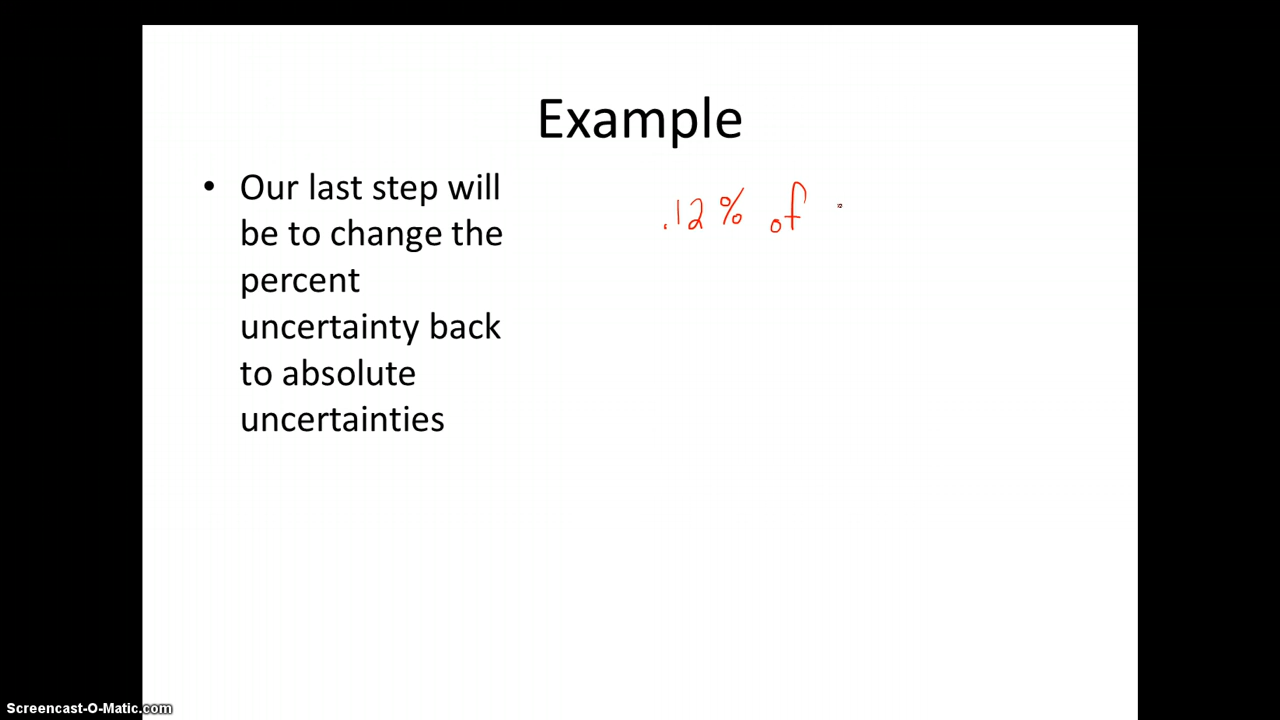 Example
• Our last step will
be to change the
percent
uncertainty back
to absolute
uncertainties
.12% of
Screencast-O-Matic.com